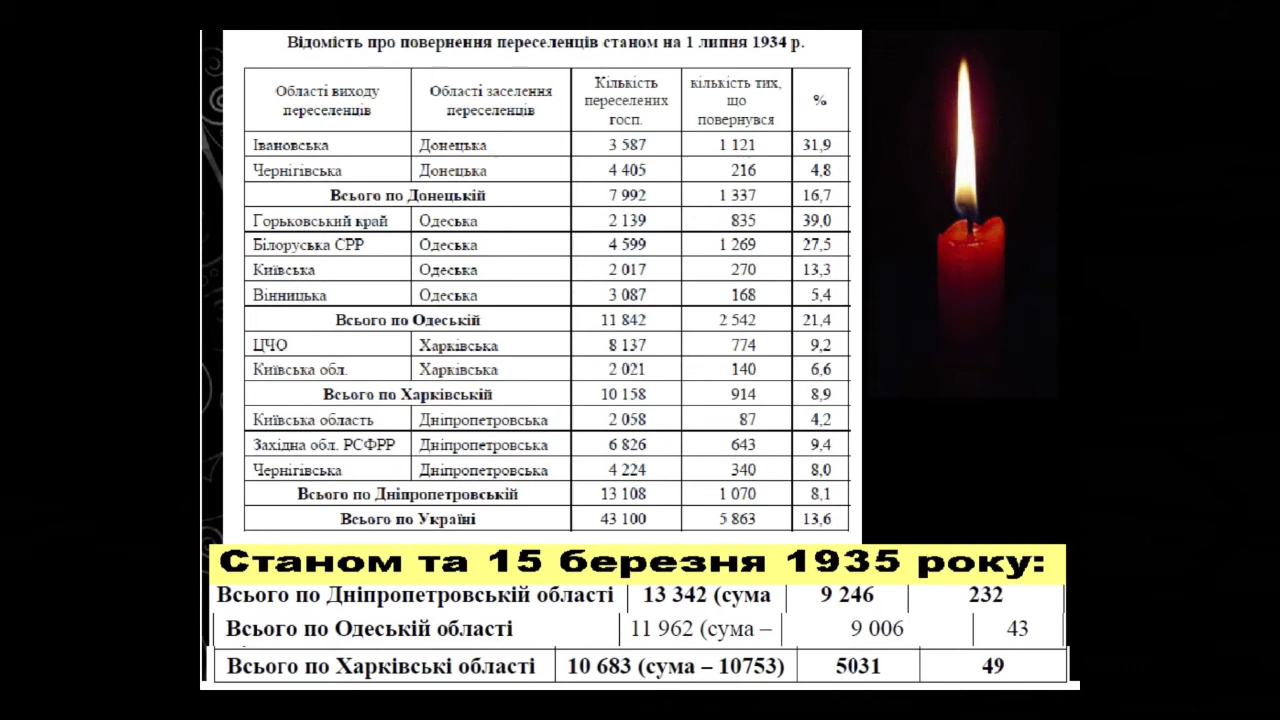 Відомість про повернення переселенців станом на 1 липня 1934 р.
Області виходу переселенців Області заселення переселенців Кількість переселених госп. кількість тих, що повернувся %
Івановська Донецька 3 587 1 121 31,9
Чернігівська Донецька 4 405 216 4,8
Всього по Донецькій 7 992 1 337 16,7
Горьковський край Одеська 2 139 835 39,0
Білоруська СРР Одеська 4 599 1 269 27,5
Київська Одеська 2 017 270 13,3
Вінницька Одеська 3 087 168 5,4
Всього по Одеській 11 842 2 542 21,4
ЦЧО Харківська 8 137 774 9,2
Київська обл. Харківська 2 021 140 6,6
Всього по Харківській 10 158 914 8,9
Київська область Дніпропетровська 2 058 87 4,2
Західна обл. РСФРР Дніпропетровська 6 826 643 9,4
Чернігівська Дніпропетровська 4 224 340 8,0
Всього по Дніпропетровській 13 108 1 070 8,1
Всього по Україні 43 100 5 863 13,6
Станом та 15 березня 1935 року:
Всього по Дніпропетровській області 13 342 (сума 9 246 232
Всього по Одеській області 11 962 (сума – 9 006 43
Всього по Харківські області 10 683 (сума – 10753) 5031 49